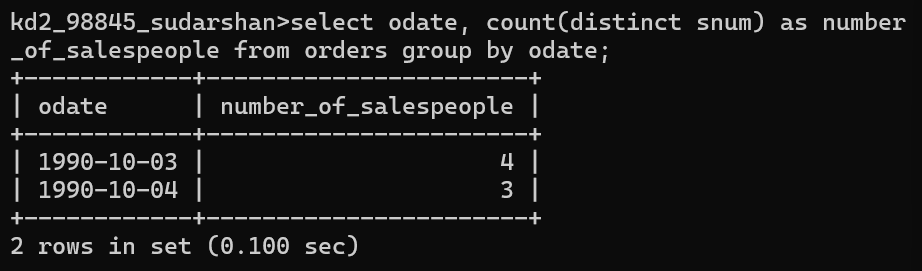 kd2_98845_sudarshan>select odate, count(distinct snum) as number
_of_salespeople from orders group by odate;
+------------+-----------------------+
| odate      | number_of_salespeople |
+------------+-----------------------+
| 1990-10-03 |                     4 |
| 1990-10-04 |                     3 |
+------------+-----------------------+
2 rows in set (0.100 sec)